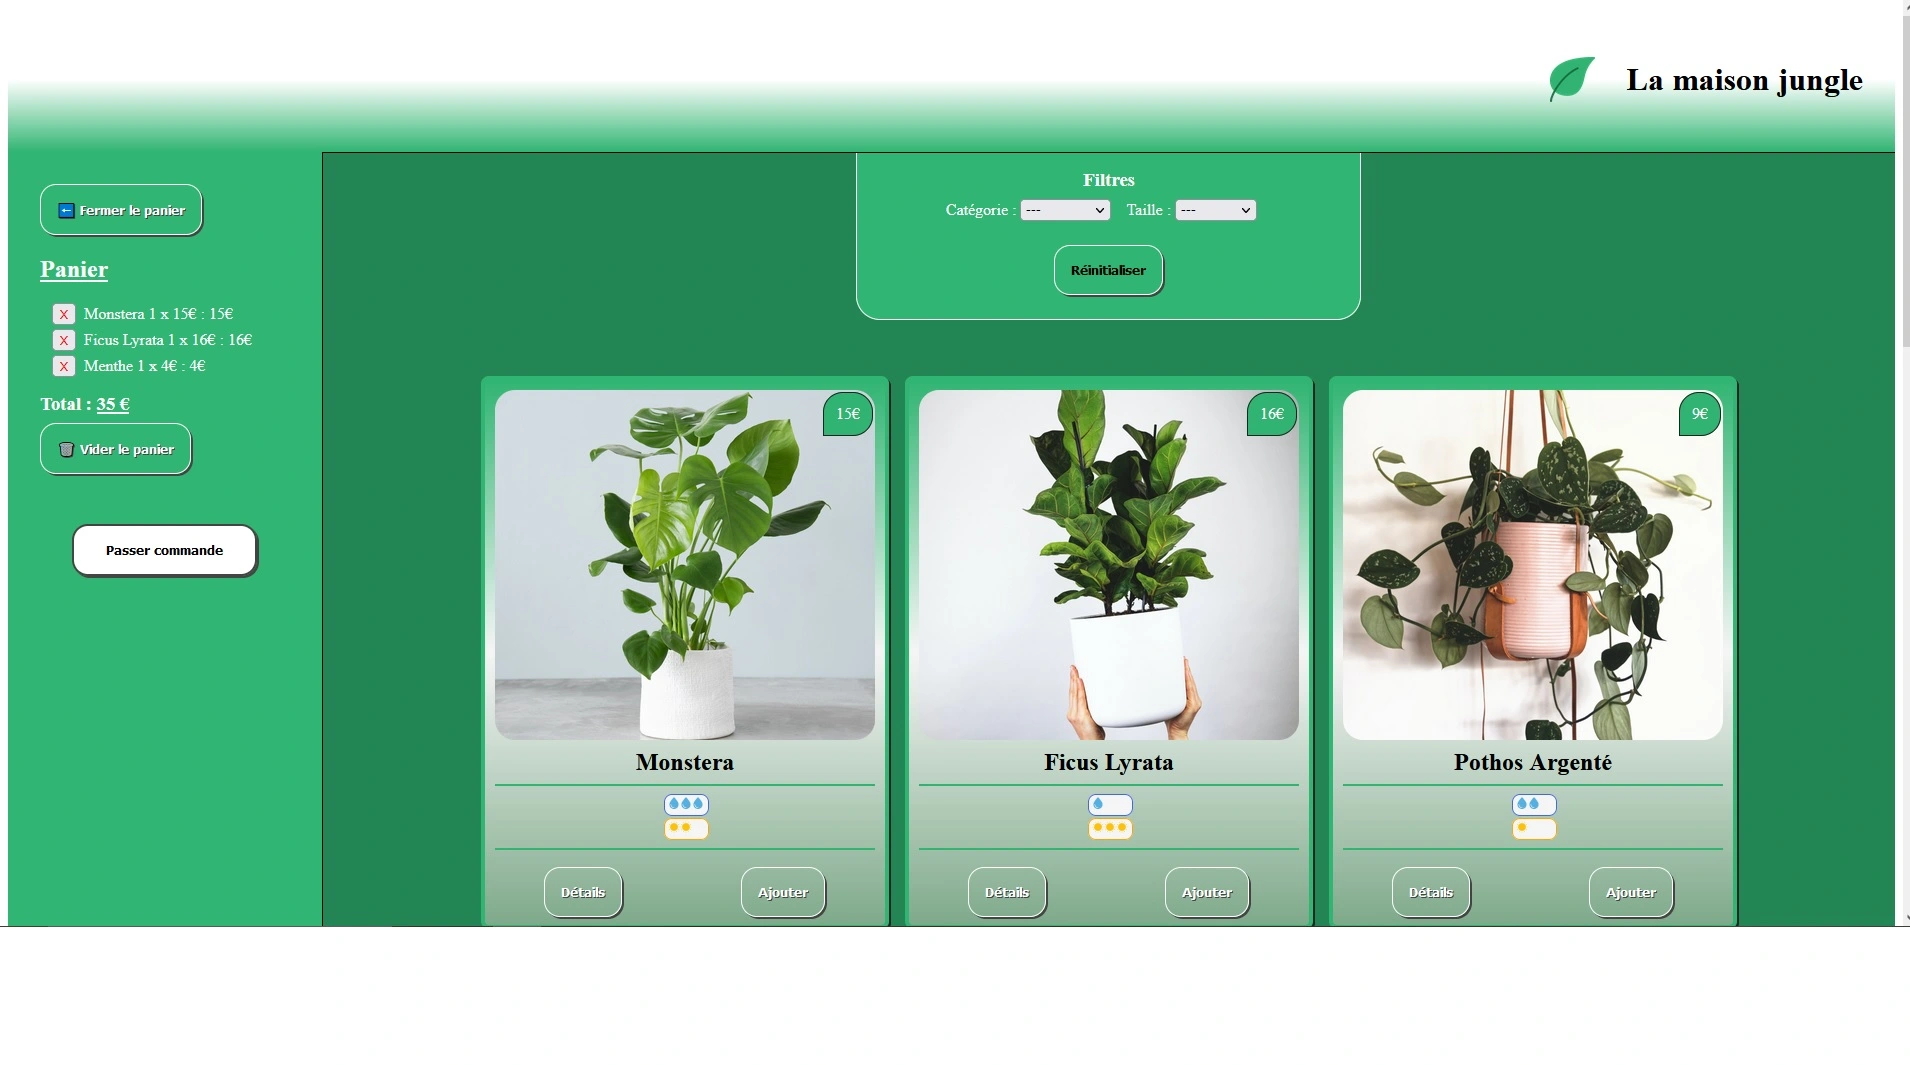 La maison jungle
Fermer le panier
Panier
X Monstera 1 x 15€ : 15€
X Ficus Lyrata 1 x 16€ : 16€
X Menthe 1 x 4€ : 4€
Total : 35 €
Vider le panier
Passer commande
Filtres
Catégorie : --- Taille : ---
Réinitialiser
15€
16€
9€
Monstera
Ficus Lyrata
Pothos Argenté
Détails Ajouter
Détails Ajouter
Détails Ajouter